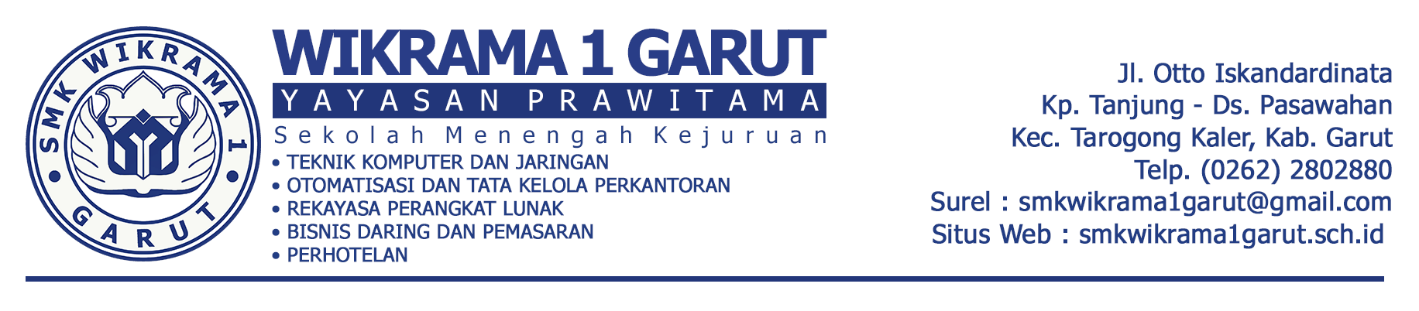 SMK WIKRAMA 1
GARUT
WIKRAMA 1 GARUT
YAYASAN PRAWITAMA
Sekolah Menengah Kejuruan
• TEKNIK KOMPUTER DAN JARINGAN
• OTOMATISASI DAN TATA KELOLA PERKANTORAN
• REKAYASA PERANGKAT LUNAK
• BISNIS DARING DAN PEMASARAN
• PERHOTELAN
Jl. Otto Iskandardinata
Kp. Tanjung - Ds. Pasawahan
Kec. Tarogong Kaler, Kab. Garut
Telp. (0262) 2802880
Surel : smkwikrama1garut@gmail.com
Situs Web : smkwikrama1garut.sch.id